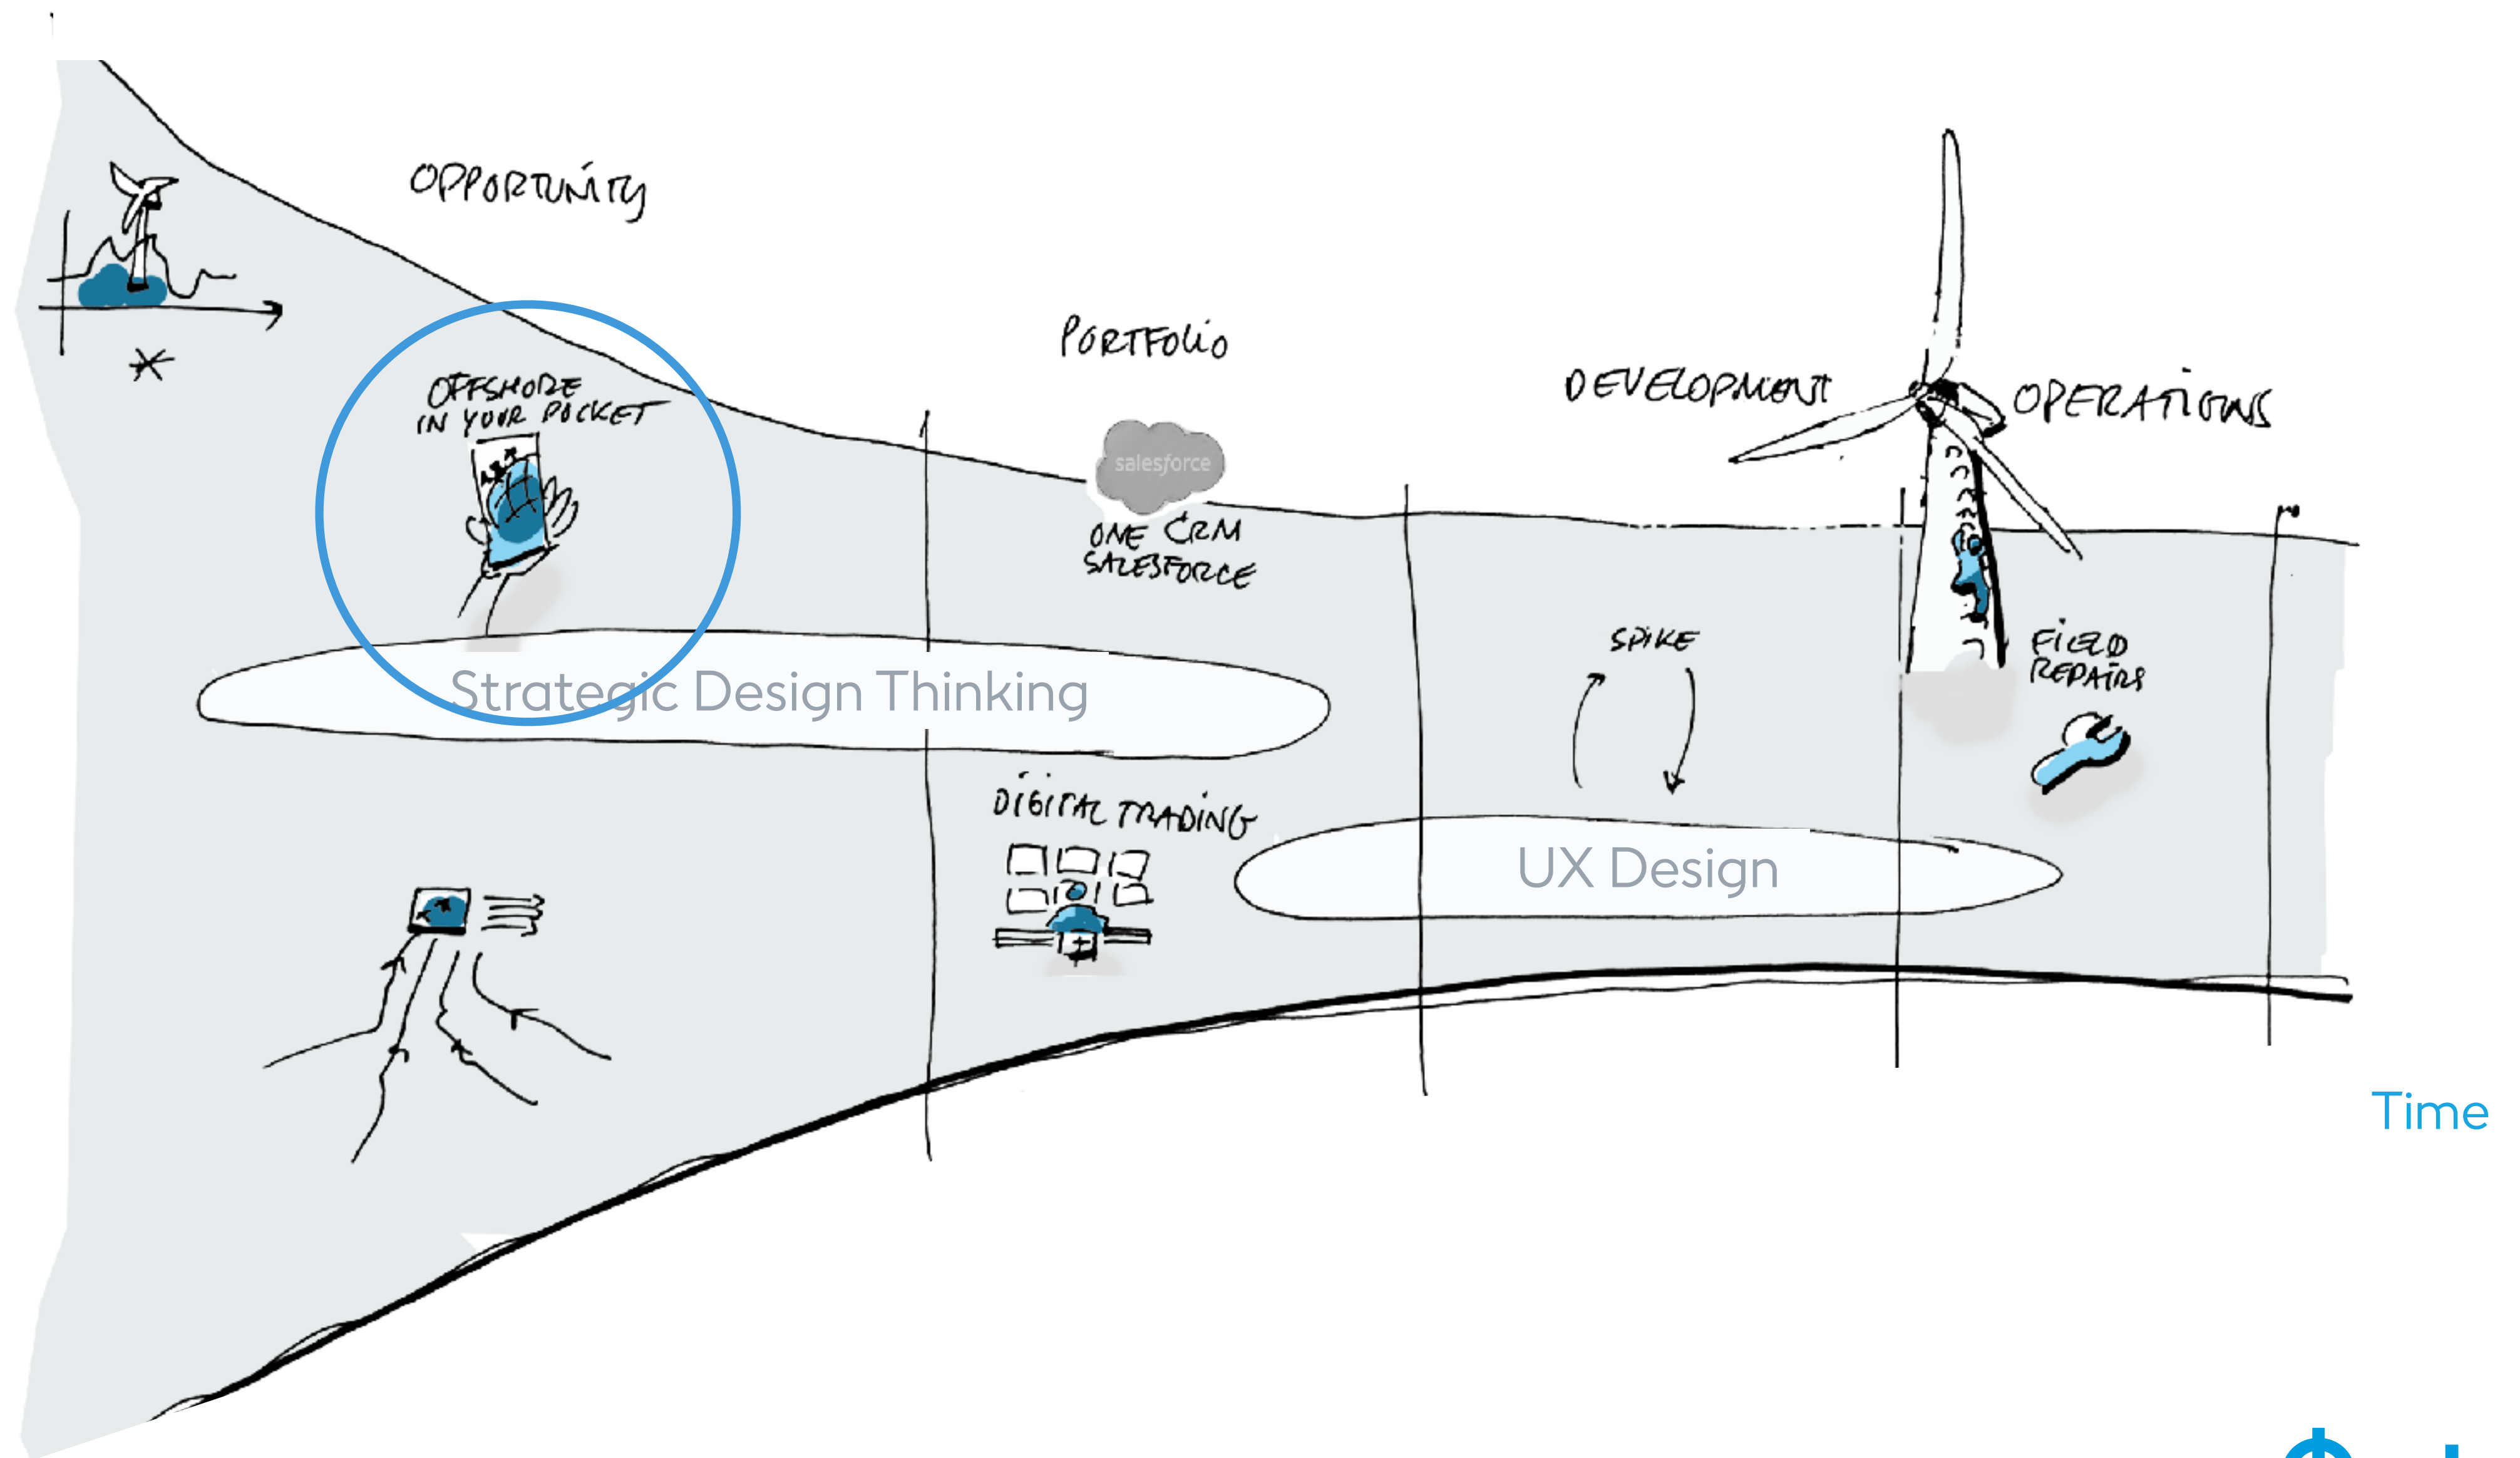 OPPORTUNITY
PORTFOLIO
DEVELOPMENT
OPERATIONS
OFFSHORE
IN YOUR POCKET
salesforce
ONE CRM
SALESFORCE
SPIKE
FIELD
REPAIRS
Strategic Design Thinking
DIGITAL TRADING
UX Design
Time